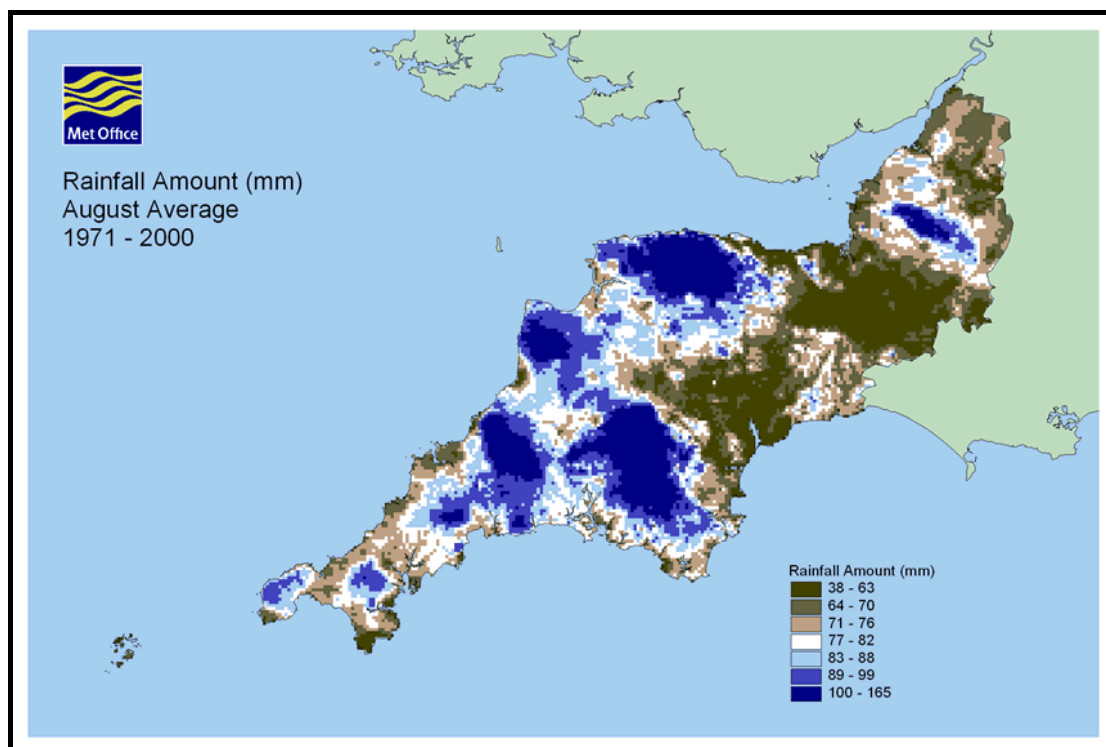 Met Office
Rainfall Amount (mm)
August Average
1971 - 2000
Rainfall Amount (mm)
38 - 63
64 - 70
71 - 76
77 - 82
83 - 88
89 - 99
100 - 165